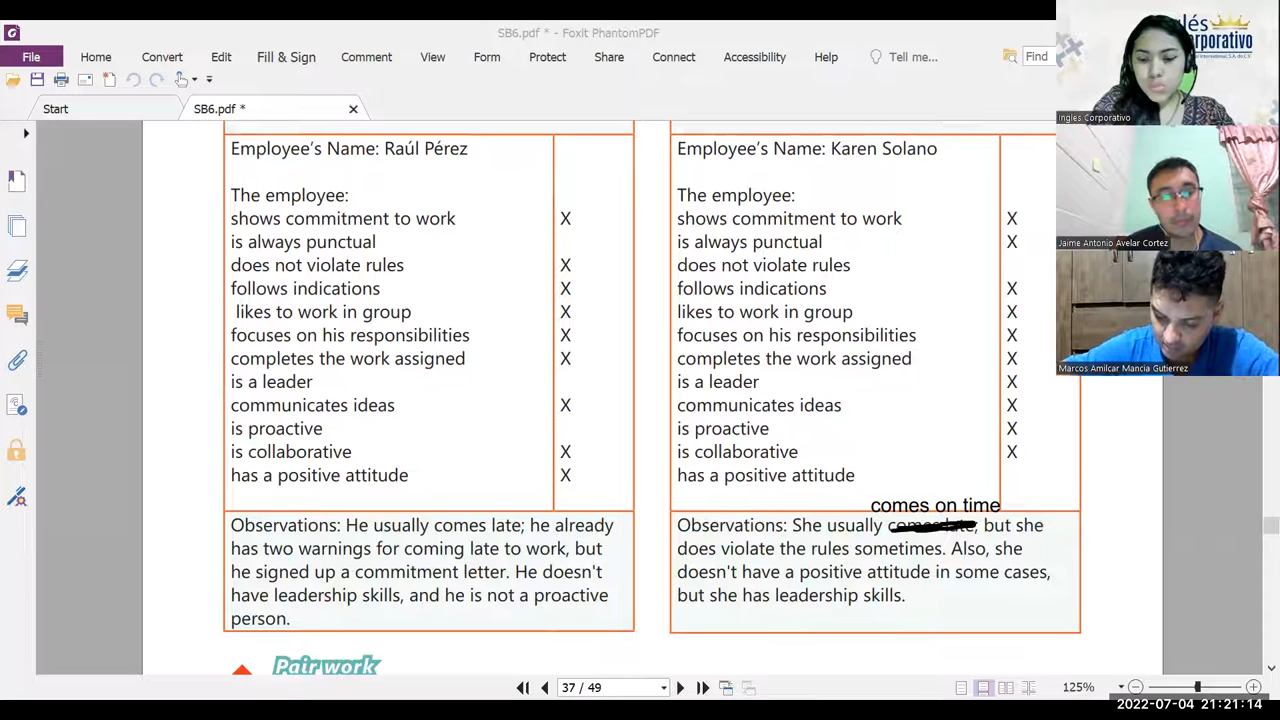 SB6.pdf * - Foxit PhantomPDF
File Home Convert Edit Fill & Sign Comment View Form Protect Share Connect Accessibility Help Tell me... Find
Start SB6.pdf *
Employee's Name: Raúl Pérez
The employee:
shows commitment to work X
is always punctual
does not violate rules X
follows indications X
likes to work in group X
focuses on his responsibilities X
completes the work assigned X
is a leader
communicates ideas X
is proactive
is collaborative X
has a positive attitude X
Observations: He usually comes late; he already
has two warnings for coming late to work, but
he signed up a commitment letter. He doesn't
have leadership skills, and he is not a proactive
person.
Employee's Name: Karen Solano
The employee:
shows commitment to work X
is always punctual X
does not violate rules
follows indications X
likes to work in group X
focuses on his responsibilities X
completes the work assigned X
is a leader X
communicates ideas X
is proactive X
is collaborative X
has a positive attitude
comes on time
Observations: She usually comes late, but she
does violate the rules sometimes. Also, she
doesn't have a positive attitude in some cases,
but she has leadership skills.
Pair work
37 / 49
125%
2022-07-04 21:21:14
Ingles Corporativo
Jaime Antonio Avelar Cortez
Marcos Amilcar Mancia Gutierrez